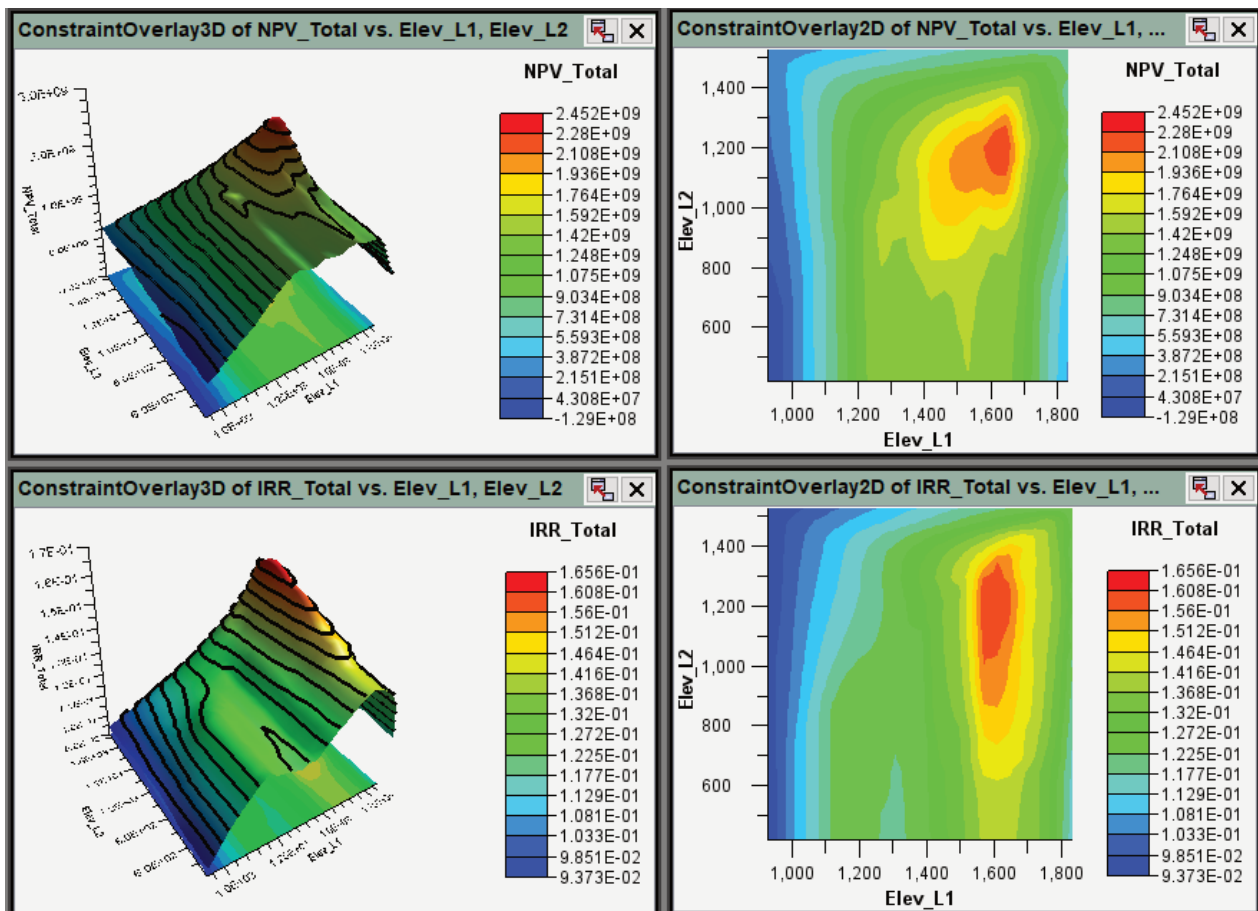 ConstraintOverlay3D of NPV_Total vs. Elev_L1, Elev_L2
NPV_Total
2.452E+09
2.28E+09
2.108E+09
1.936E+09
1.764E+09
1.592E+09
1.42E+09
1.247E+09
1.075E+09
9.034E+08
7.314E+08
5.593E+08
3.872E+08
2.151E+08
4.308E+07
-1.29E+08
NPV_Total
Elev_L2
Elev_L1
ConstraintOverlay2D of NPV_Total vs. Elev_L1, ...
NPV_Total
2.452E+09
2.28E+09
2.108E+09
1.936E+09
1.764E+09
1.592E+09
1.42E+09
1.247E+09
1.075E+09
9.034E+08
7.314E+08
5.593E+08
3.872E+08
2.151E+08
4.308E+07
-1.29E+08
1,400
1,200
1,000
800
600
Elev_L2
1,000 1,200 1,400 1,600 1,800
Elev_L1
ConstraintOverlay3D of IRR_Total vs. Elev_L1, Elev_L2
IRR_Total
1.656E-01
1.608E-01
1.56E-01
1.512E-01
1.464E-01
1.416E-01
1.368E-01
1.32E-01
1.272E-01
1.225E-01
1.177E-01
1.129E-01
1.081E-01
1.033E-01
9.851E-02
9.373E-02
1.7E-01
IRR_Total
Elev_L2
Elev_L1
ConstraintOverlay2D of IRR_Total vs. Elev_L1, ...
IRR_Total
1.656E-01
1.608E-01
1.56E-01
1.512E-01
1.464E-01
1.416E-01
1.368E-01
1.32E-01
1.272E-01
1.225E-01
1.177E-01
1.129E-01
1.081E-01
1.033E-01
9.851E-02
9.373E-02
1,400
1,200
1,000
800
600
Elev_L2
1,000 1,200 1,400 1,600 1,800
Elev_L1